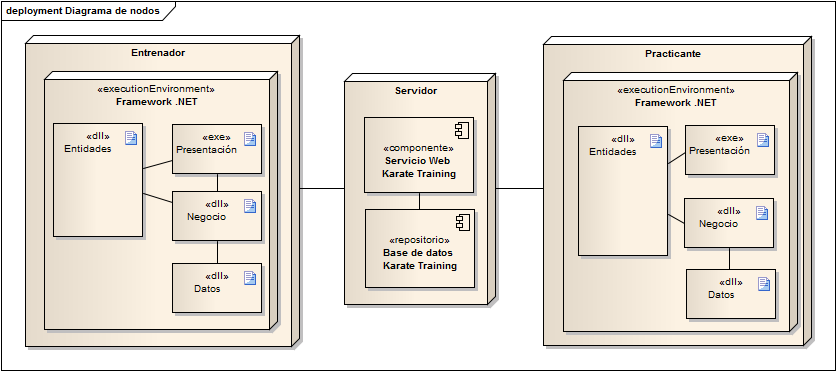 deployment Diagrama de nodos
Entrenador
«executionEnvironment»
Framework .NET
«dll»
Entidades
«exe»
Presentación
«dll»
Negocio
«dll»
Datos
Servidor
«componente»
Servicio Web
Karate Training
«repositorio»
Base de datos
Karate Training
Practicante
«executionEnvironment»
Framework .NET
«dll»
Entidades
«exe»
Presentación
«dll»
Negocio
«dll»
Datos